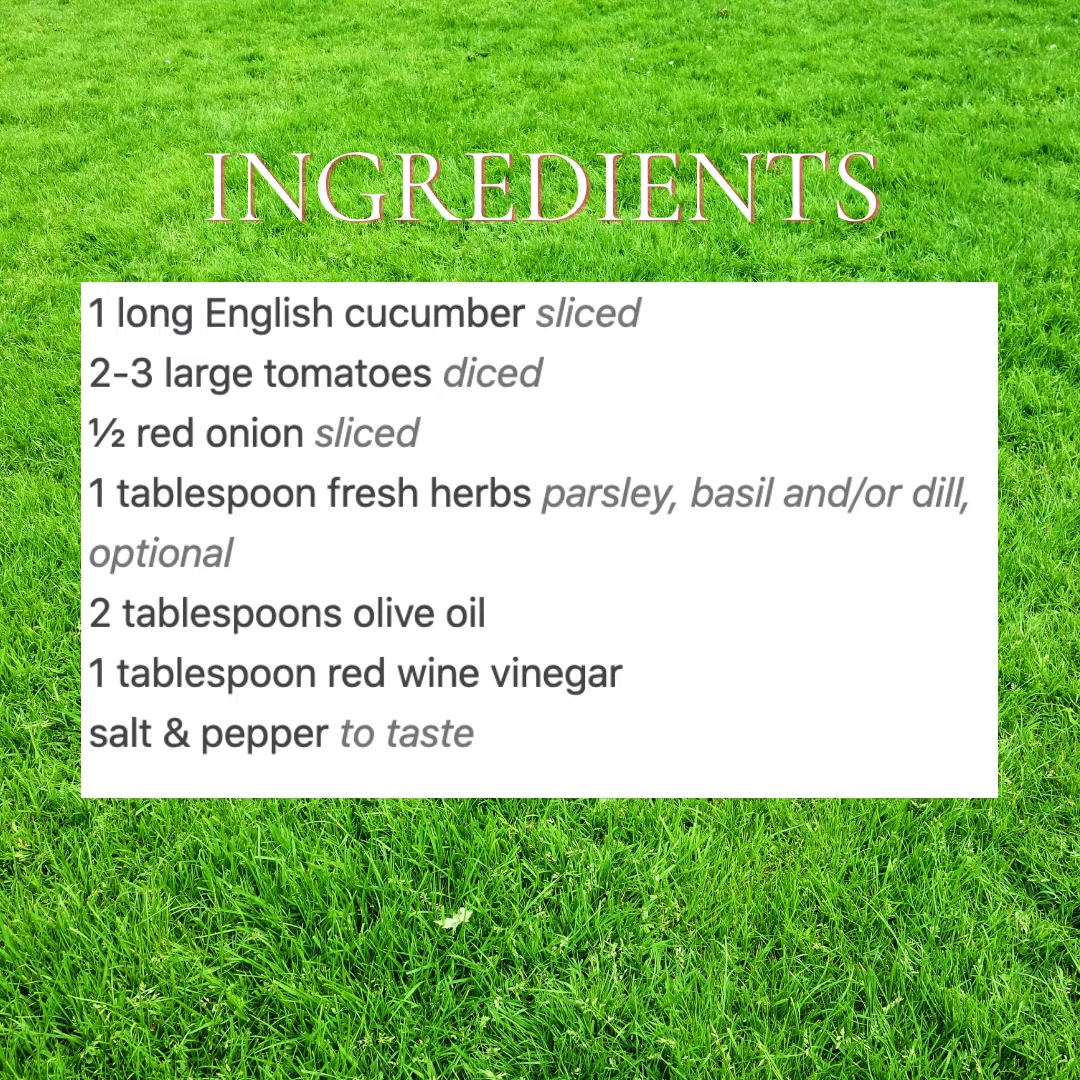 INGREDIENTS
1 long English cucumber sliced
2-3 large tomatoes diced
½ red onion sliced
1 tablespoon fresh herbs parsley, basil and/or dill,
optional
2 tablespoons olive oil
1 tablespoon red wine vinegar
salt & pepper to taste